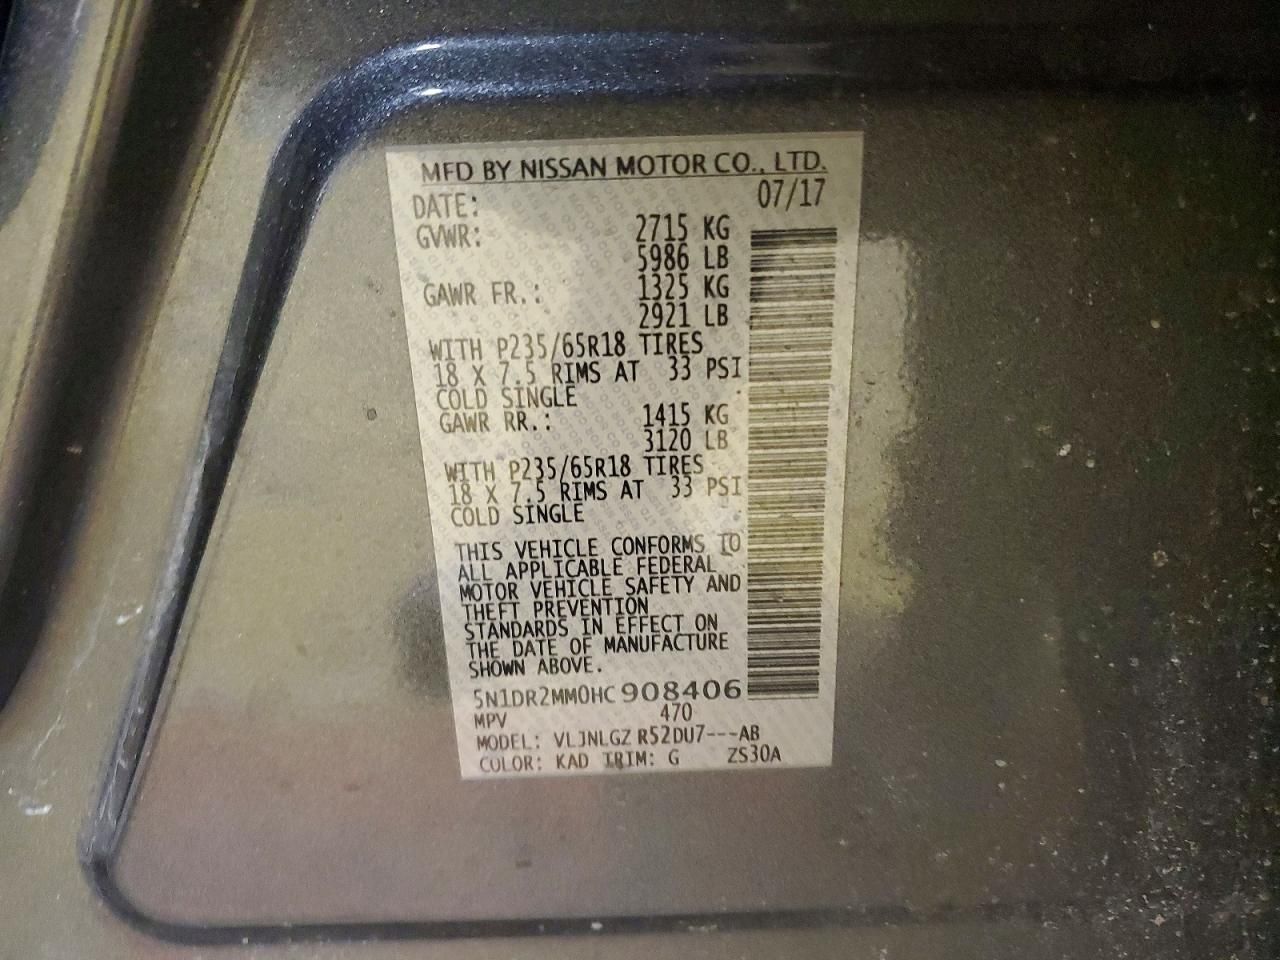 MFD BY NISSAN MOTOR CO., LTD.
DATE: 07/17
GVWR: 2715 KG
5986 LB
GAWR FR.: 1325 KG
2921 LB
WITH P235/65R18 TIRES
18 X 7.5 RIMS AT 33 PSI
COLD SINGLE
GAWR RR.: 1415 KG
3120 LB
WITH P235/65R18 TIRES
18 X 7.5 RIMS AT 33 PSI
COLD SINGLE
THIS VEHICLE CONFORMS TO
ALL APPLICABLE FEDERAL
MOTOR VEHICLE SAFETY AND
THEFT PREVENTION
STANDARDS IN EFFECT ON
THE DATE OF MANUFACTURE
SHOWN ABOVE.
5N1DR2MM0HC 908406
MPV 470
MODEL: VLJNLGZ R52DU7---AB
COLOR: KAD TRIM: G ZS30A